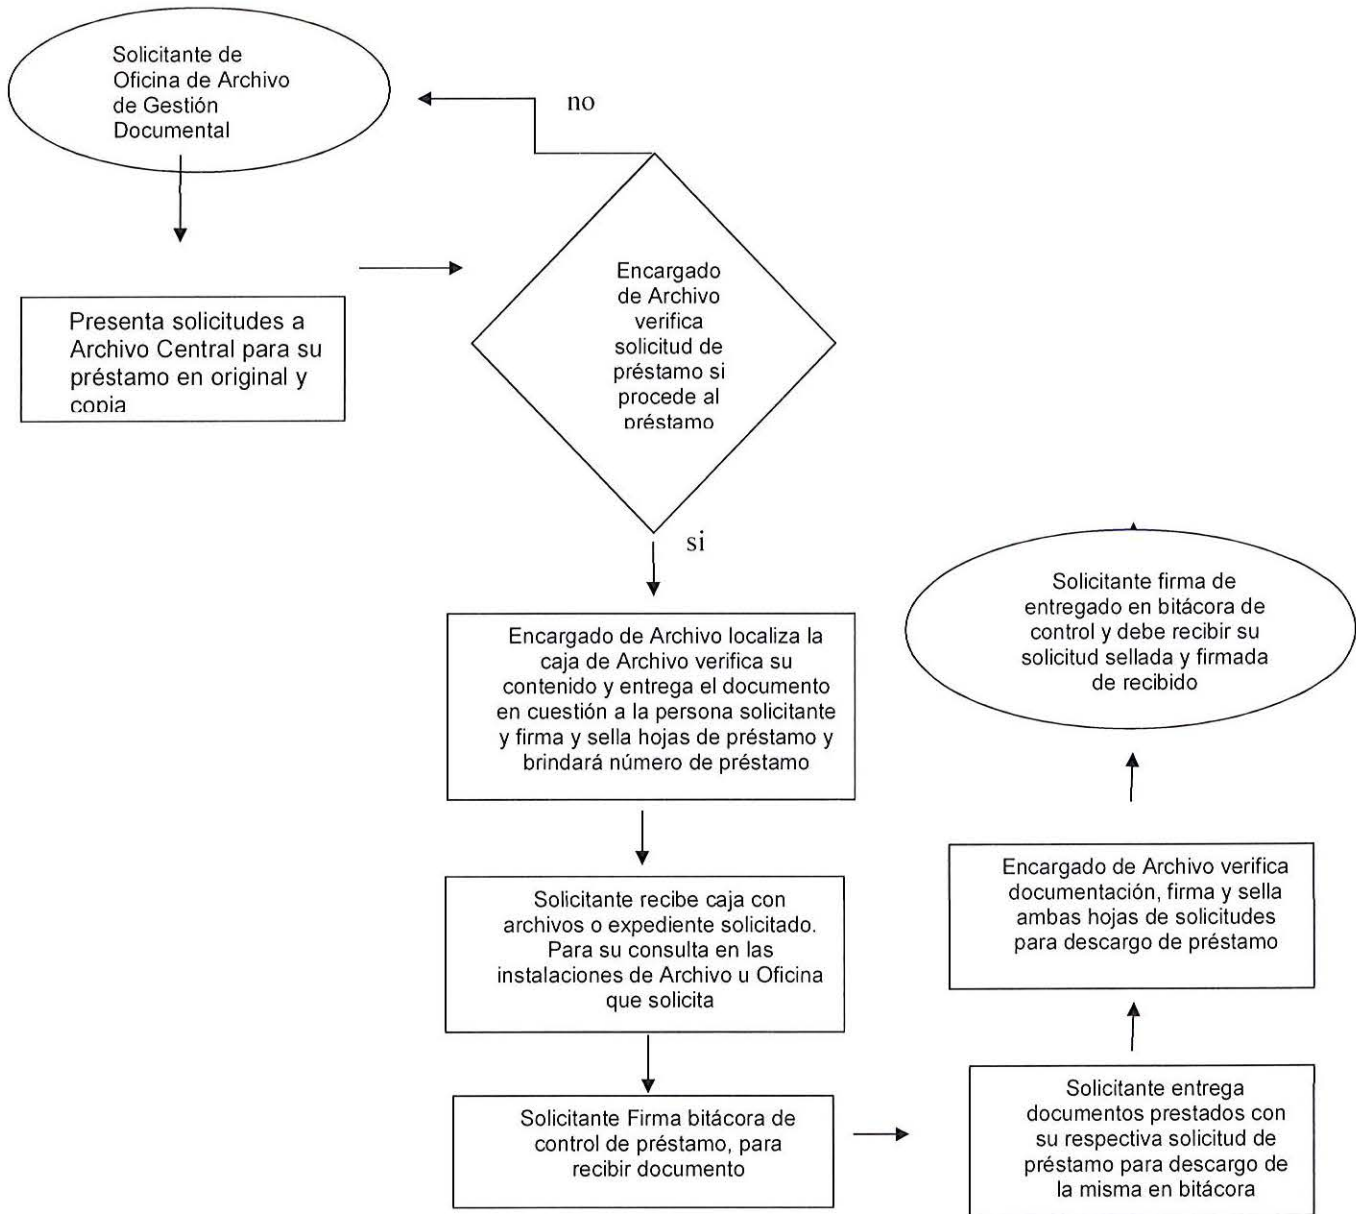 Solicitante de
Oficina de Archivo
de Gestión
Documental
no
Presenta solicitudes a
Archivo Central para su
préstamo en original y
copia
Encargado
de Archivo
verifica
solicitud de
préstamo si
procede al
préstamo
si
Encargado de Archivo localiza la
caja de Archivo verifica su
contenido y entrega el documento
en cuestión a la persona solicitante
y firma y sella hojas de préstamo y
brindará número de préstamo
Solicitante recibe caja con
archivos o expediente solicitado.
Para su consulta en las
instalaciones de Archivo u Oficina
que solicita
Solicitante Firma bitácora de
control de préstamo, para
recibir documento
Solicitante entrega
documentos prestados con
su respectiva solicitud de
préstamo para descargo de
la misma en bitácora
Encargado de Archivo verifica
documentación, firma y sella
ambas hojas de solicitudes
para descargo de préstamo
Solicitante firma de
entregado en bitácora de
control y debe recibir su
solicitud sellada y firmada
de recibido